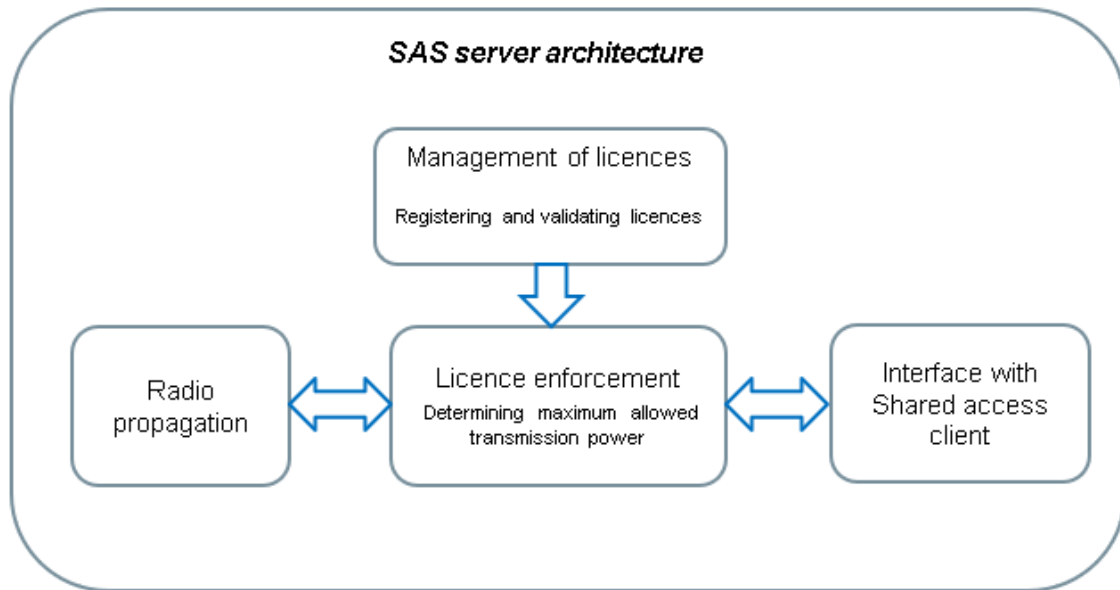 SAS server architecture
Management of licences
Registering and validating licences
Radio
propagation
Licence enforcement
Determining maximum allowed
transmission power
Interface with
Shared access
client